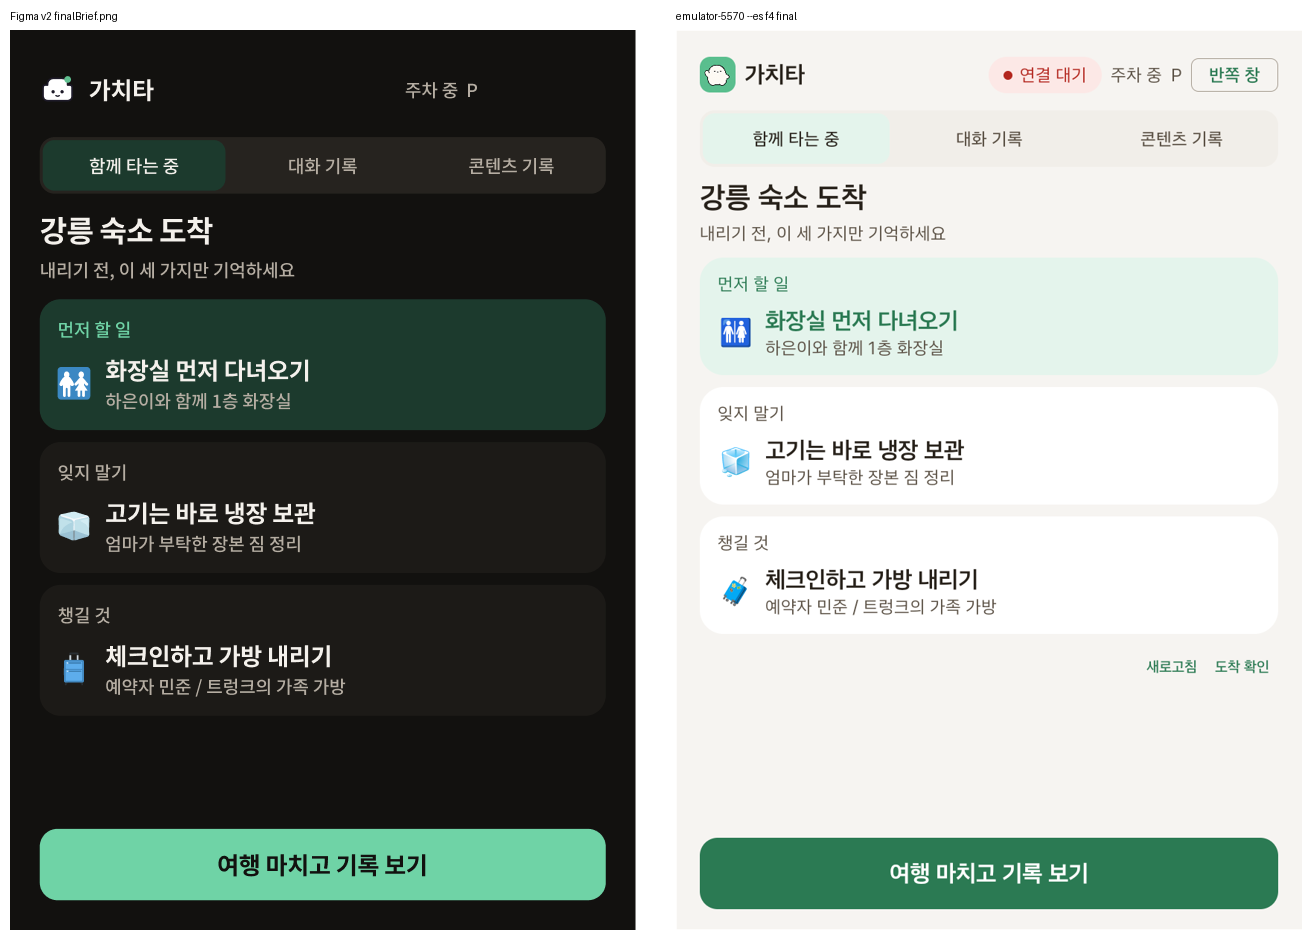 Figma v2 finalBrief.png
가치타
주차 중 P
함께 타는 중
대화 기록
콘텐츠 기록
강릉 숙소 도착
내리기 전, 이 세 가지만 기억하세요
먼저 할 일
화장실 먼저 다녀오기
하은이와 함께 1층 화장실
잊지 말기
고기는 바로 냉장 보관
엄마가 부탁한 장본 짐 정리
챙길 것
체크인하고 가방 내리기
예약자 민준 / 트렁크의 가족 가방
여행 마치고 기록 보기
emulator-5570 --es f4 final
가치타
연결 대기
주차 중 P
반쪽 창
함께 타는 중
대화 기록
콘텐츠 기록
강릉 숙소 도착
내리기 전, 이 세 가지만 기억하세요
먼저 할 일
화장실 먼저 다녀오기
하은이와 함께 1층 화장실
잊지 말기
고기는 바로 냉장 보관
엄마가 부탁한 장본 짐 정리
챙길 것
체크인하고 가방 내리기
예약자 민준 / 트렁크의 가족 가방
새로고침
도착 확인
여행 마치고 기록 보기